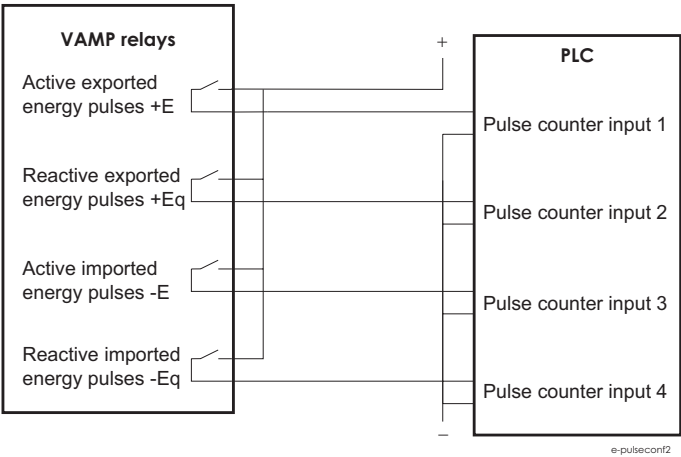 VAMP relays
Active exported
energy pulses +E
Reactive exported
energy pulses +Eq
Active imported
energy pulses -E
Reactive imported
energy pulses -Eq
+
−
PLC
Pulse counter input 1
Pulse counter input 2
Pulse counter input 3
Pulse counter input 4
e-pulseconf2